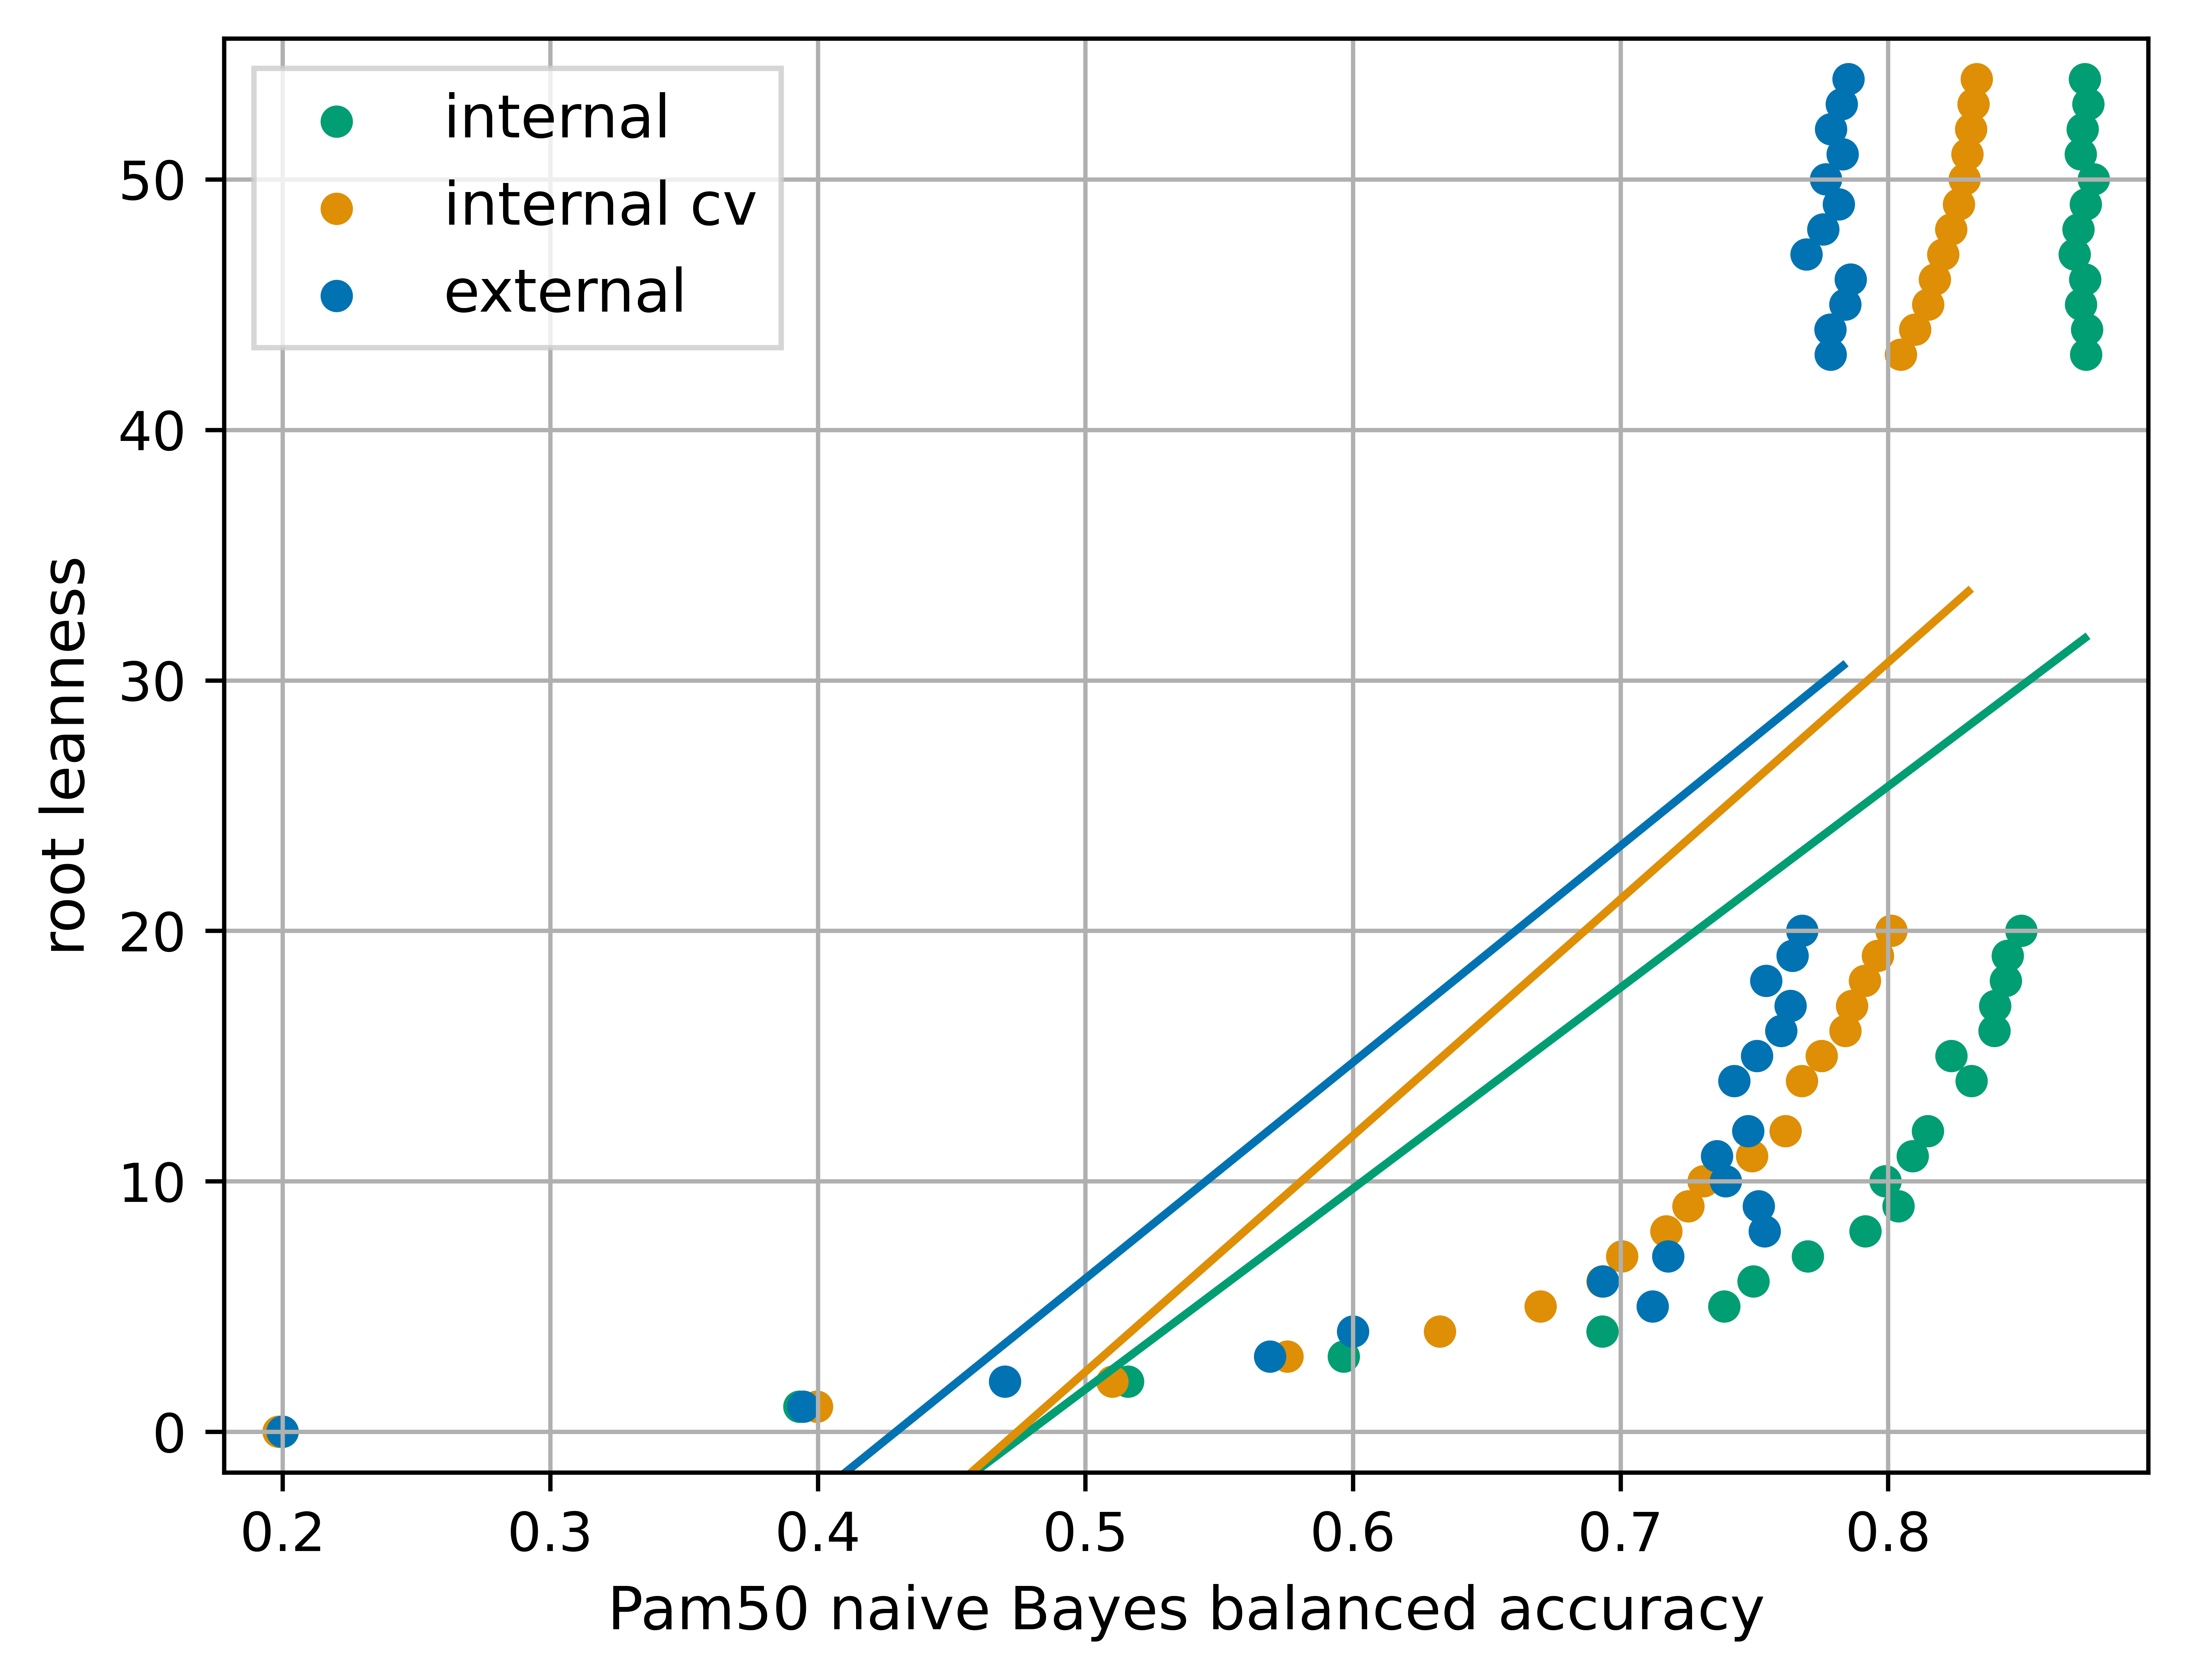 internal
internal cv
external
50
40
30
20
10
0
root leanness
0.2 0.3 0.4 0.5 0.6 0.7 0.8
Pam50 naive Bayes balanced accuracy